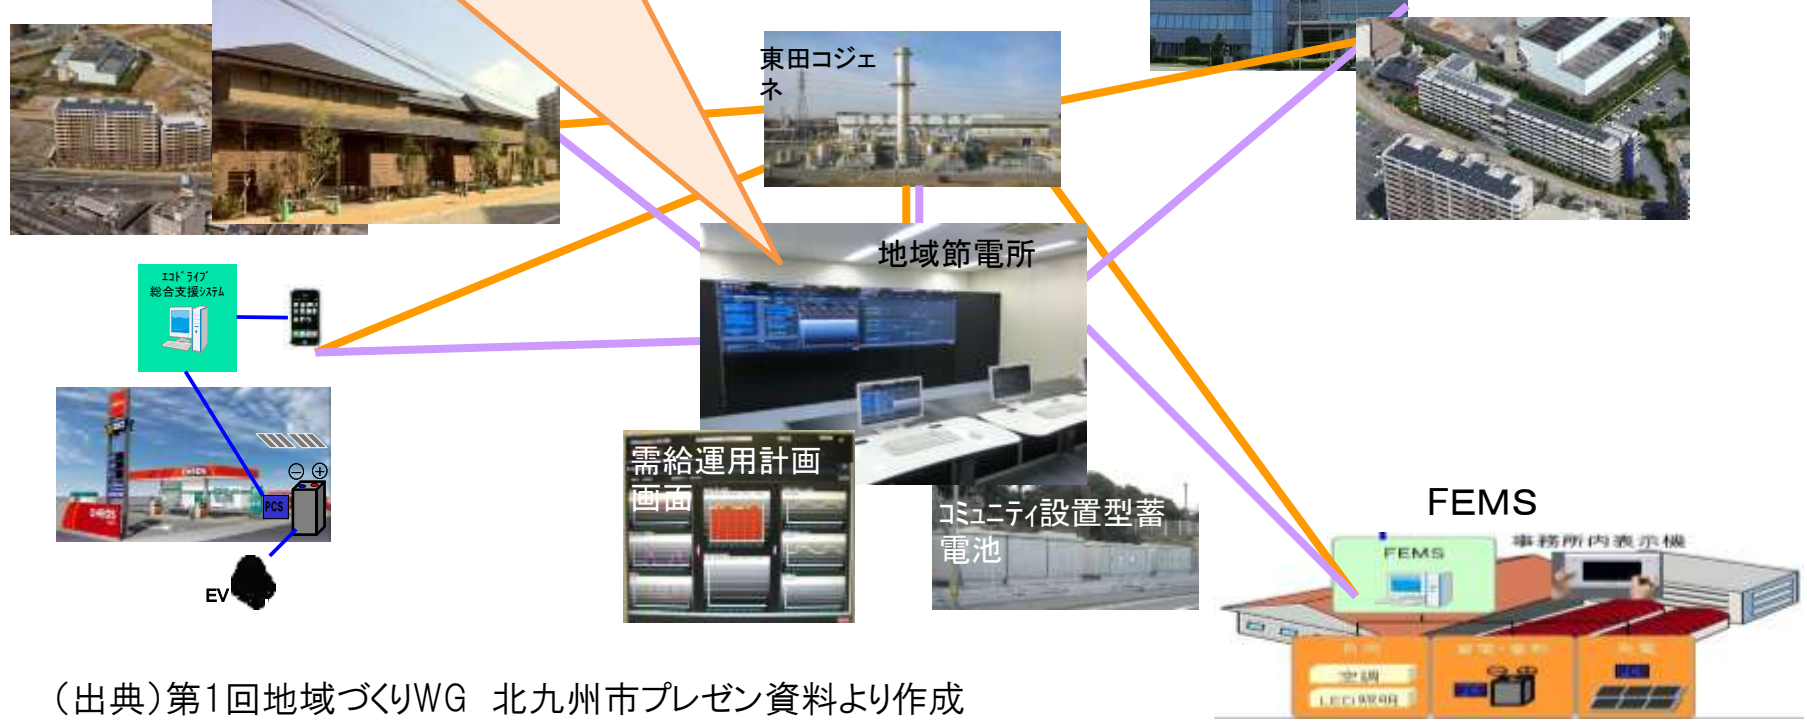 東田コジェ
ネ
地域節電所
ｴｺﾄﾞﾗｲﾌﾞ
総合支援ｼｽﾃﾑ
PCS
EV
需給運用計画
画面
ｺﾐｭﾆﾃｨ設置型蓄
電池
FEMS
FEMS
事務所内表示機
空調
LED照明
（出典）第1回地域づくりWG　北九州市プレゼン資料より作成